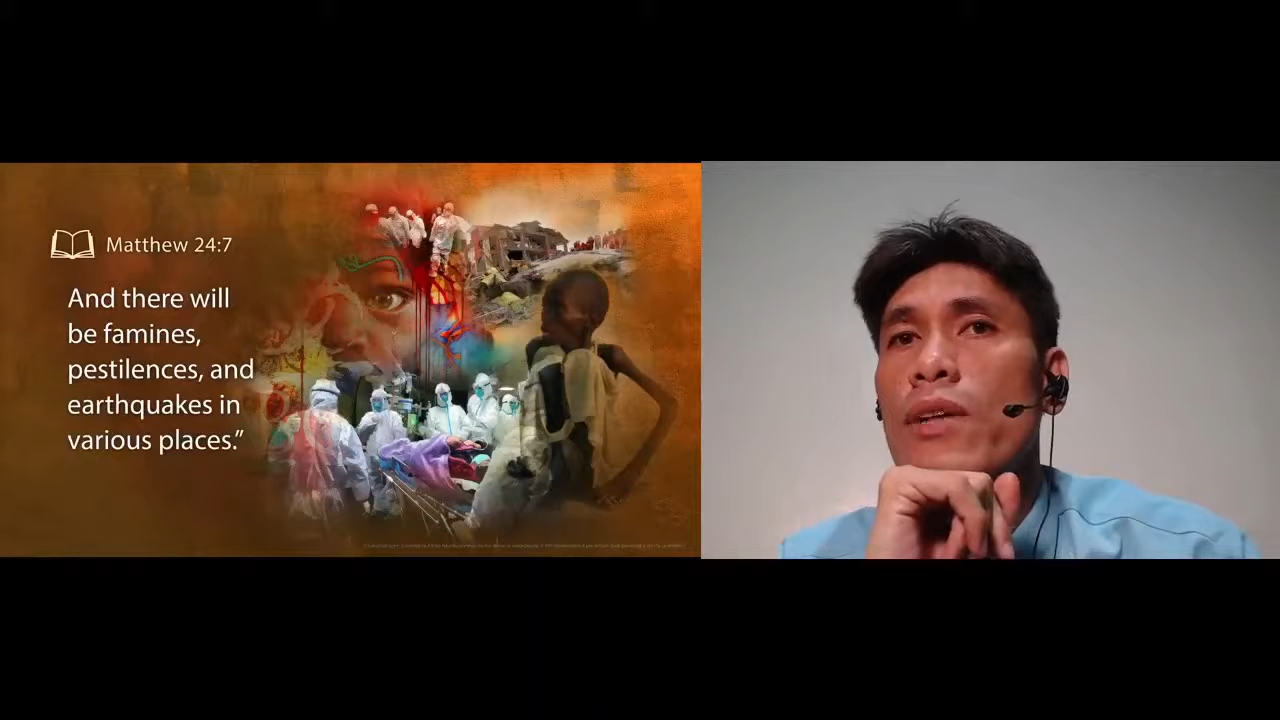 Matthew 24:7
And there will
be famines,
pestilences, and
earthquakes in
various places.”